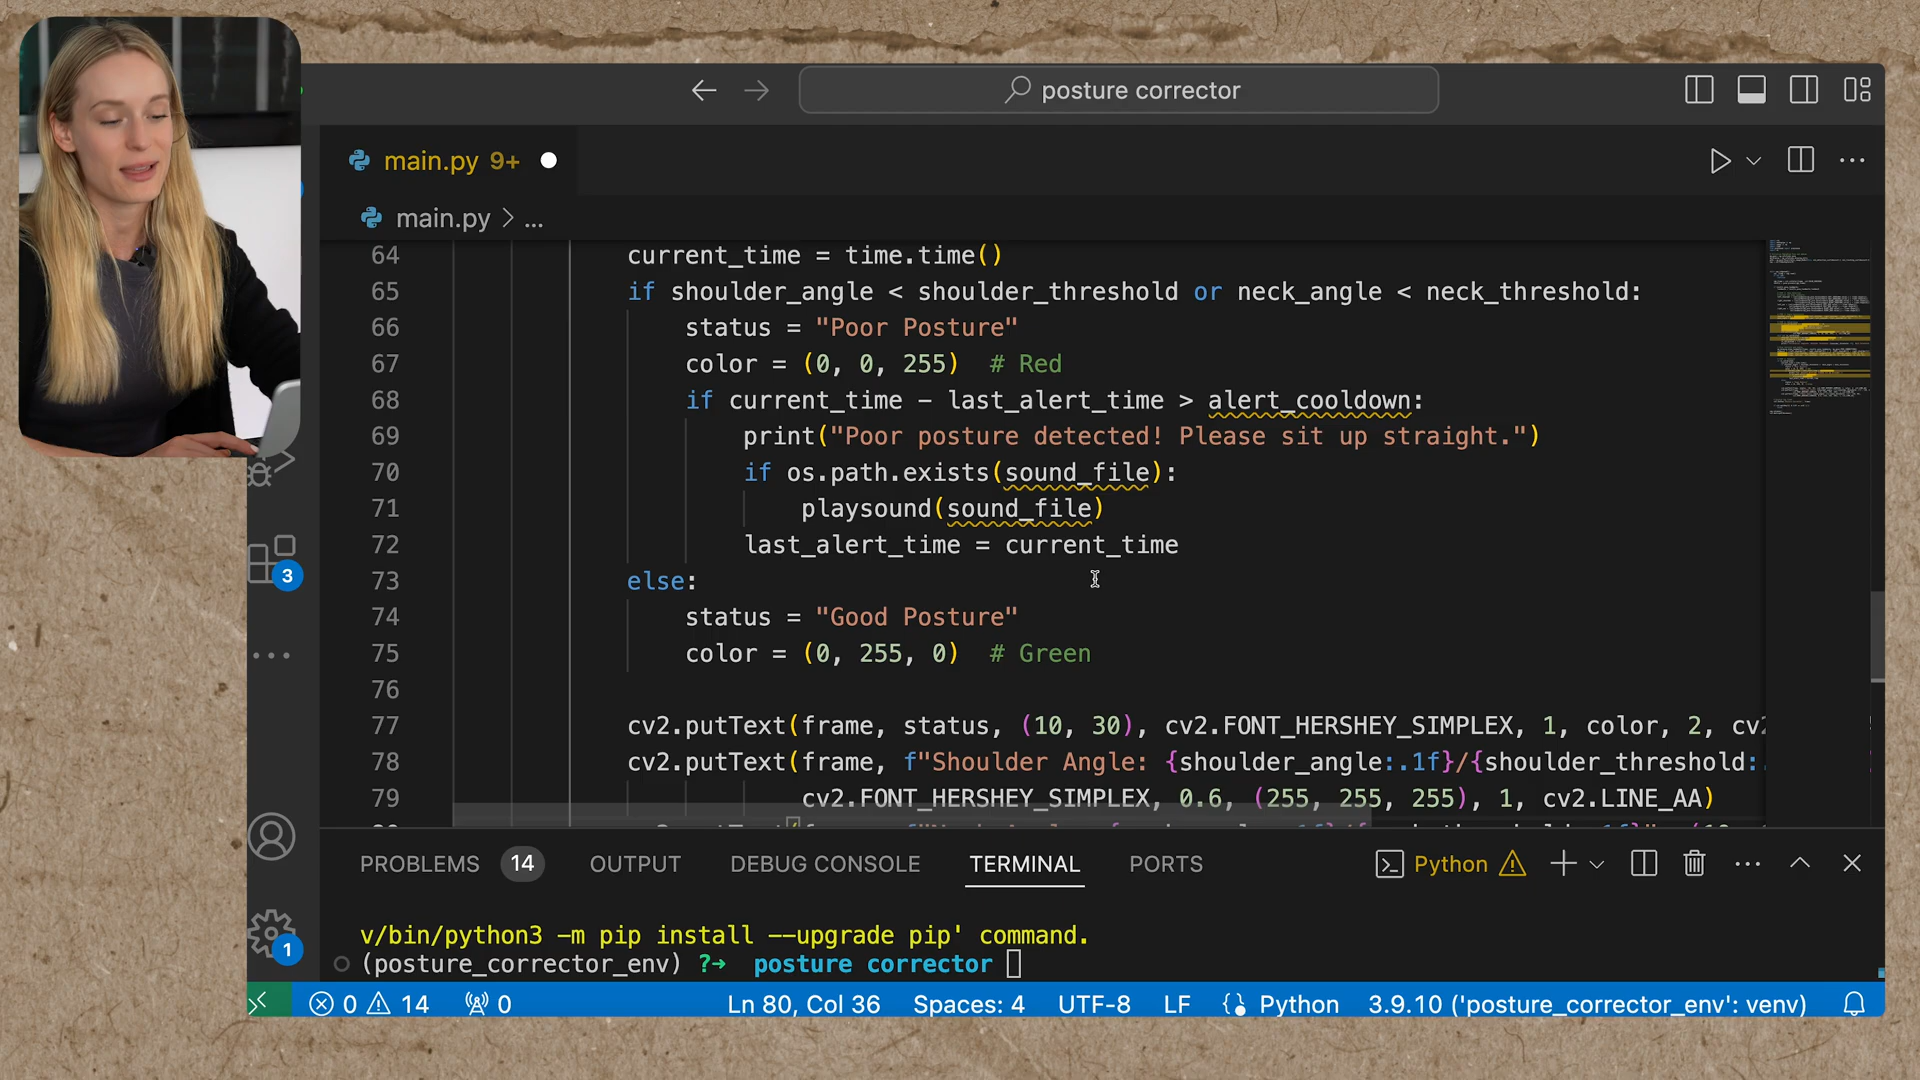 posture corrector
main.py 9+
main.py > ...
64 current_time = time.time()
65 if shoulder_angle < shoulder_threshold or neck_angle < neck_threshold:
66 status = "Poor Posture"
67 color = (0, 0, 255) # Red
68 if current_time - last_alert_time > alert_cooldown:
69 print("Poor posture detected! Please sit up straight.")
70 if os.path.exists(sound_file):
71 playsound(sound_file)
72 last_alert_time = current_time
73 else:
74 status = "Good Posture"
75 color = (0, 255, 0) # Green
76
77 cv2.putText(frame, status, (10, 30), cv2.FONT_HERSHEY_SIMPLEX, 1, color, 2, cv2
78 cv2.putText(frame, f"Shoulder Angle: {shoulder_angle:.1f}/{shoulder_threshold:.
79 cv2.FONT_HERSHEY_SIMPLEX, 0.6, (255, 255, 255), 1, cv2.LINE_AA)
3
PROBLEMS 14 OUTPUT DEBUG CONSOLE TERMINAL PORTS Python
v/bin/python3 -m pip install --upgrade pip' command.
(posture_corrector_env) ?→ posture corrector
1
0 14 0 Ln 80, Col 36 Spaces: 4 UTF-8 LF Python 3.9.10 ('posture_corrector_env': venv)